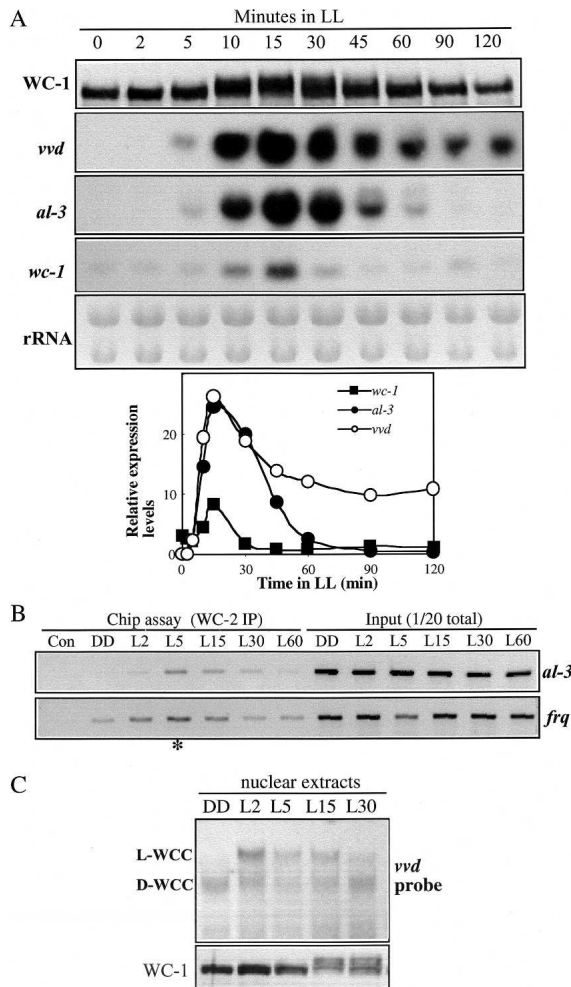 A
Minutes in LL
0 2 5 10 15 30 45 60 90 120
WC-1
vvd
al-3
wc-1
rRNA
Relative expression levels
20
10
0
wc-1
al-3
vvd
0 30 60 90 120
Time in LL (min)
B
Chip assay (WC-2 IP) Input (1/20 total)
Con DD L2 L5 L15 L30 L60 DD L2 L5 L15 L30 L60
al-3
frq
*
C
nuclear extracts
DD L2 L5 L15 L30
L-WCC
D-WCC
vvd
probe
WC-1